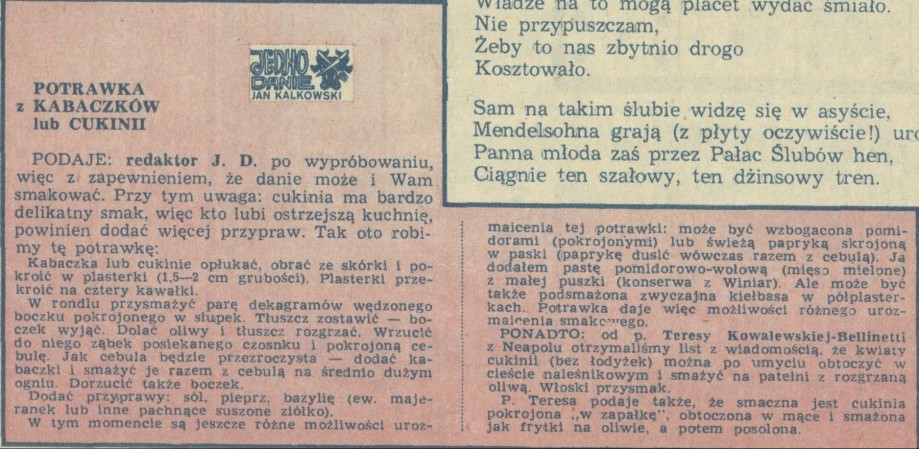 POTRAWKA
z KABACZKÓW
lub CUKINII
JEDNO
DANIE
JAN KALKOWSKI
PODAJE: redaktor J. D. po wypróbowaniu,
więc z zapewnieniem, że danie może i Wam
smakować. Przy tym uwaga: cukinia ma bardzo
delikatny smak, więc kto lubi ostrzejszą kuchnię,
powinien dodać więcej przypraw. Tak oto robi-
my tę potrawkę:
Kabaczka lub cukinie opłukać, obrać ze skórki i po-
kroić w plasterki (1,5—2 cm grubości). Plasterki prze-
kroić na cztery kawałki.
W rondlu przysmażyć parę dekagramów wędzonego
boczku pokrojonego w słupek. Tłuszcz zostawić — bo-
czek wyjąć. Dolać oliwy i tłuszcz rozgrzać. Wrzucić
do niego ząbek posiekanego czosnku i pokrojoną ce-
bulę. Jak cebula będzie przezroczysta — dodać ka-
baczki i smażyć je razem z cebulą na średnio dużym
ogniu. Dorzucić także boczek.
Dodać przyprawy: sól, pieprz, bazylię (ew. maje-
ranek lub inne pachnące suszone ziółko).
W tym momencie są jeszcze różne możliwości uroz-
maicenia tej potrawki: może być wzbogacona pomi-
dorami (pokrojonymi) lub świeżą papryką skrojoną
w paski (paprykę dusić wówczas razem z cebulą). Ja
dodałem pastę pomidorowo-wołową (mięso mielone)
z małej puszki (konserwa z Winiar). Ale może być
także podsmażona zwyczajna kiełbasa w półplaster-
kach. Potrawka daje więc możliwości różnego uroz-
maicenia smakowego.
PONADTO: od p. Teresy Kowalewskiej-Bellinetti
z Neapolu otrzymaliśmy list z wiadomością, że kwiaty
cukinii (bez łodyżek) można po umyciu obtoczyć w
cieście naleśnikowym i smażyć na patelni z rozgrzaną
oliwą. Włoski przysmak.
P. Teresa podaje także, że smaczna jest cukinia
pokrojona „w zapałkę", obtoczona w mące i smażona
jak frytki na oliwie, a potem posolona.
Władze na to mogą placet wydać śmiało.
Nie przypuszczam,
Żeby to nas zbytnio drogo
Kosztowało.
Sam na takim ślubie widzę się w asyście,
Mendelsohna grają (z płyty oczywiście!) uro
Panna młoda zaś przez Pałac Ślubów hen,
Ciągnie ten szałowy, ten dżinsowy tren.